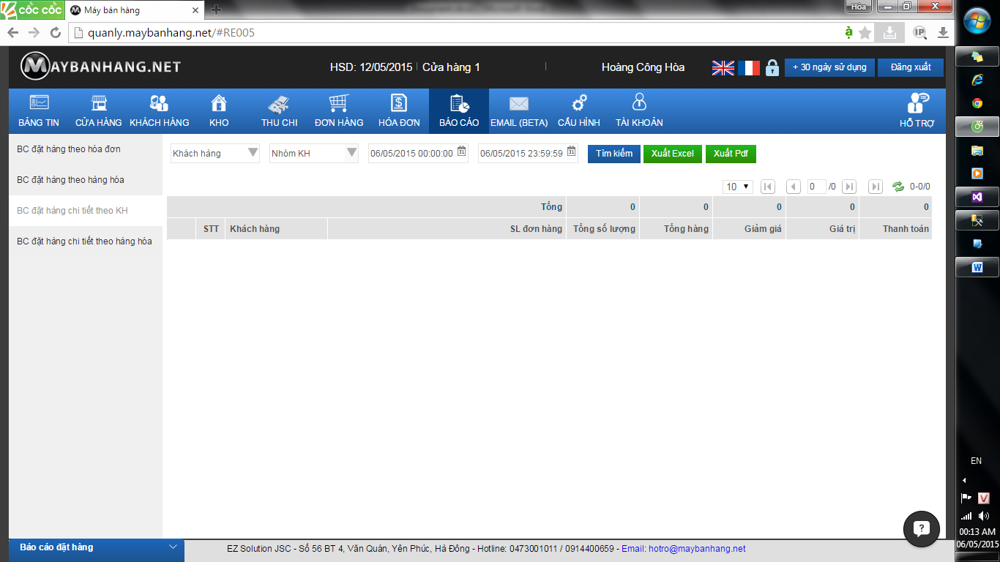 cốc cốc Máy bán hàng Hòa
quanly.maybanhang.net/#RE005 IP
MAYBANHANG.NET HSD: 12/05/2015 Cửa hàng 1 Hoàng Công Hòa + 30 ngày sử dụng Đăng xuất
BẢNG TIN CỬA HÀNG KHÁCH HÀNG KHO THU CHI ĐƠN HÀNG HÓA ĐƠN BÁO CÁO EMAIL (BETA) CẤU HÌNH TÀI KHOẢN HỖ TRỢ
BC đặt hàng theo hóa đơn
BC đặt hàng theo hàng hóa
BC đặt hàng chi tiết theo KH
BC đặt hàng chi tiết theo hàng hóa
Khách hàng Nhóm KH 06/05/2015 00:00:00 31 06/05/2015 23:59:59 31 Tìm kiếm Xuất Excel Xuất Pdf
10 0 /0 0-0/0
Tổng 0 0 0 0 0
STT Khách hàng SL đơn hàng Tổng số lượng Tổng hàng Giảm giá Giá trị Thanh toán
Báo cáo đặt hàng
EZ Solution JSC - Số 56 BT 4, Văn Quán, Yên Phúc, Hà Đông - Hotline: 0473001011 / 0914400659 - Email: hotro@maybanhang.net
EN
00:13 AM
06/05/2015